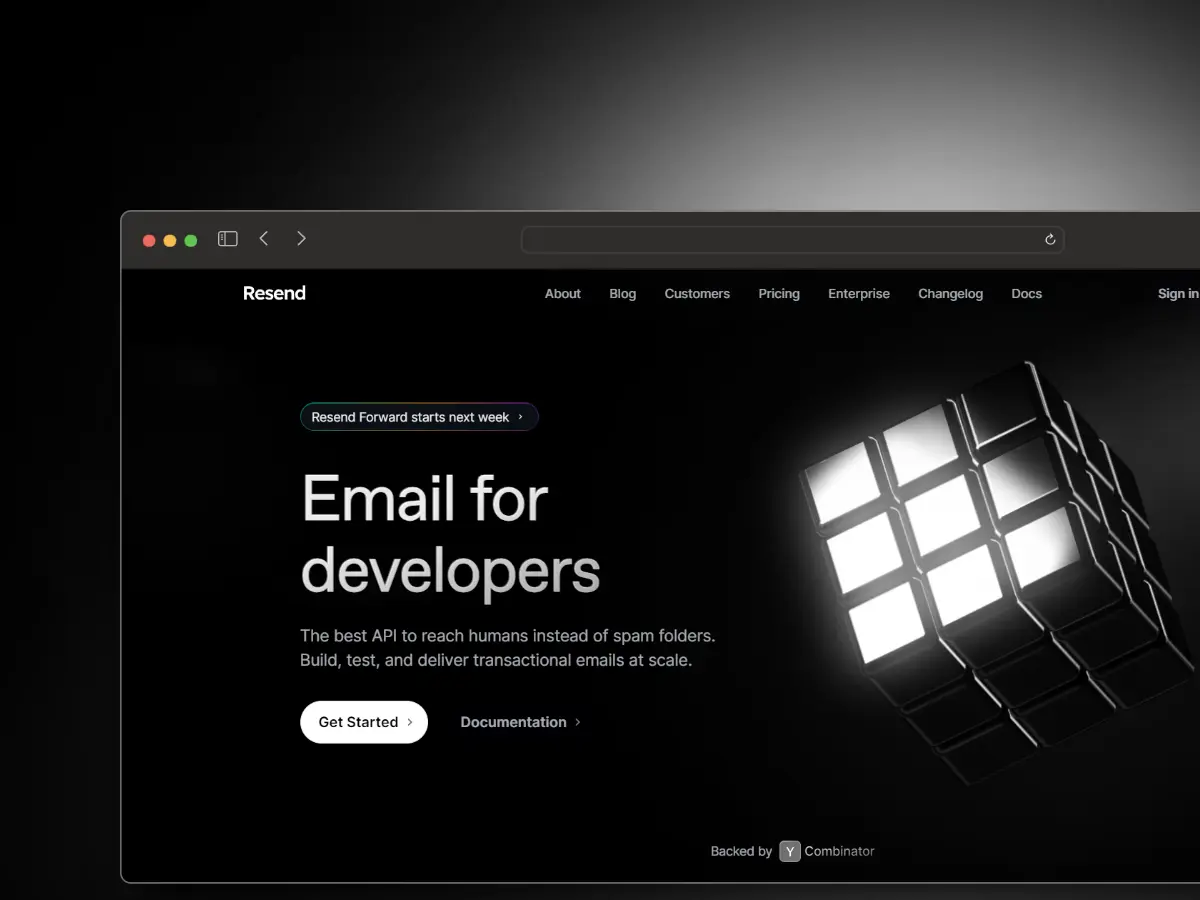 Resend
About
Blog
Customers
Pricing
Enterprise
Changelog
Docs
Sign in
Resend Forward starts next week
Email for
developers
The best API to reach humans instead of spam folders.
Build, test, and deliver transactional emails at scale.
Get Started
Documentation
Backed by Y Combinator